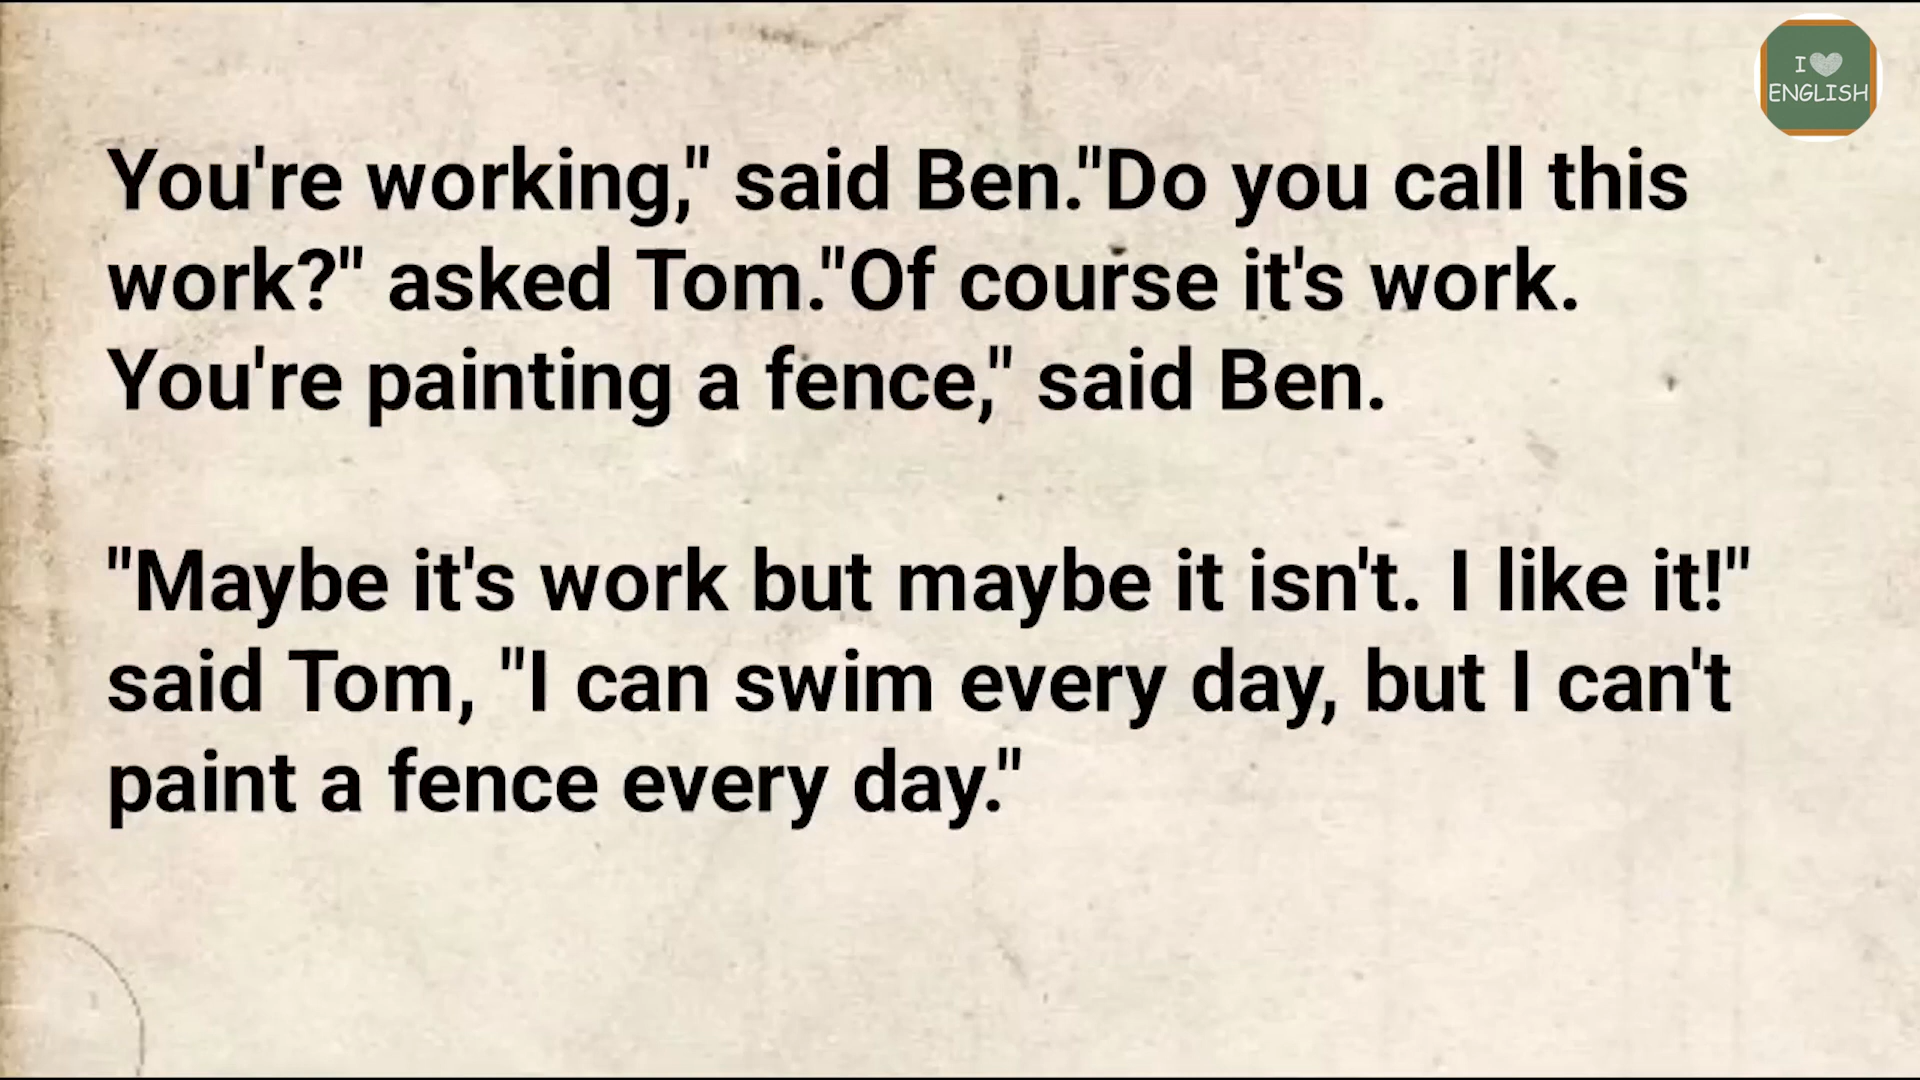 I
ENGLISH
You're working," said Ben."Do you call this
work?" asked Tom."Of course it's work.
You're painting a fence," said Ben.
"Maybe it's work but maybe it isn't. I like it!"
said Tom, "I can swim every day, but I can't
paint a fence every day."